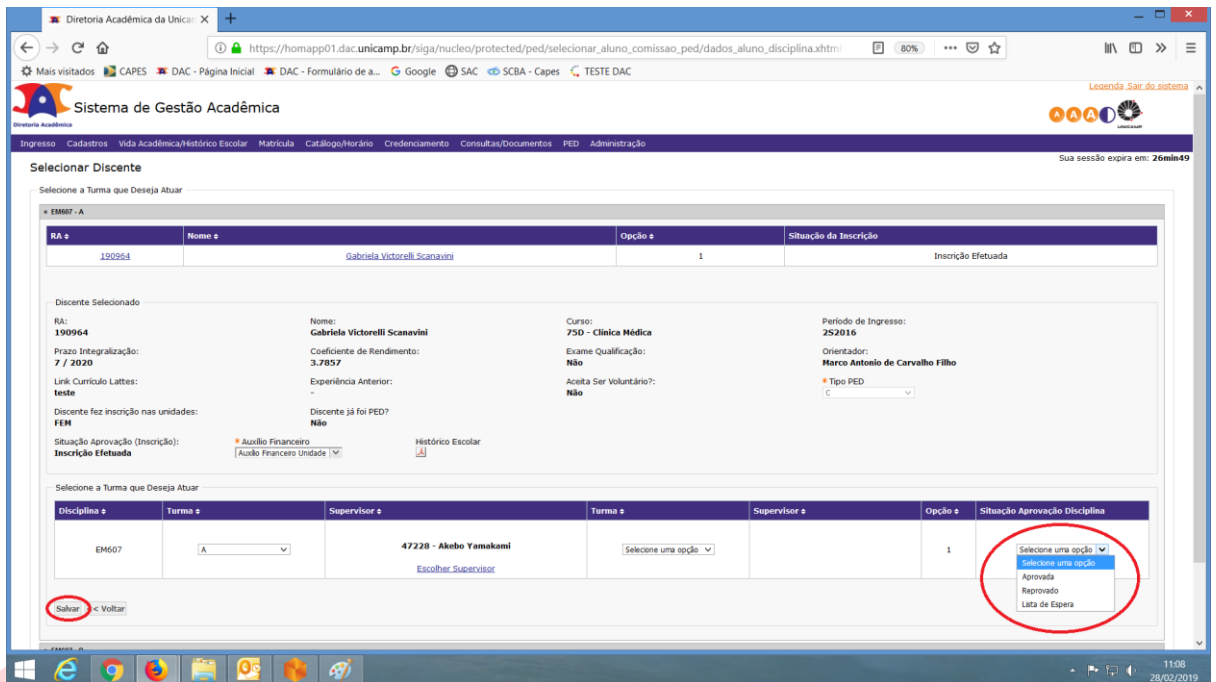 Diretoria Acadêmica da Unican
https://homapp01.dac.unicamp.br/siga/nucleo/protected/ped/selecionar_aluno_comissao_ped/dados_aluno_disciplina.xhtml
80%
Mais visitados CAPES DAC - Página Inicial DAC - Formulário de a... Google SAC SCBA - Capes TESTE DAC
Legenda Sair do sistema
Sistema de Gestão Acadêmica
Diretoria Acadêmica
A A A
UNICAMP
Ingresso Cadastros Vida Acadêmica/Histórico Escolar Matrícula Catálogo/Horário Credenciamento Consultas/Documentos PED Administração
Sua sessão expira em: 26min49
Selecionar Discente
Selecione a Turma que Deseja Atuar
EM607 - A
RA Nome Opção Situação da Inscrição
190964 Gabriela Victorelli Scanavini 1 Inscrição Efetuada
Discente Selecionado
RA: Nome: Curso: Período de Ingresso:
190964 Gabriela Victorelli Scanavini 75D - Clínica Médica 2S2016
Prazo Integralização: Coeficiente de Rendimento: Exame Qualificação: Orientador:
7 / 2020 3.7857 Não Marco Antonio de Carvalho Filho
Link Currículo Lattes: Experiência Anterior: Aceita Ser Voluntário?: * Tipo PED
teste - Não C
Discente fez inscrição nas unidades: Discente já foi PED?
FEM Não
Situação Aprovação (Inscrição): * Auxílio Financeiro Histórico Escolar
Inscrição Efetuada Auxílio Financeiro Unidade
Selecione a Turma que Deseja Atuar
Disciplina Turma Supervisor Turma Supervisor Opção Situação Aprovação Disciplina
EM607 A 47228 - Akebo Yamakami Selecione uma opção 1 Selecione uma opção
Escolher Supervisor
Selecione uma opção
Aprovada
Reprovado
Lista de Espera
Salvar < Voltar
11:08
28/02/2019